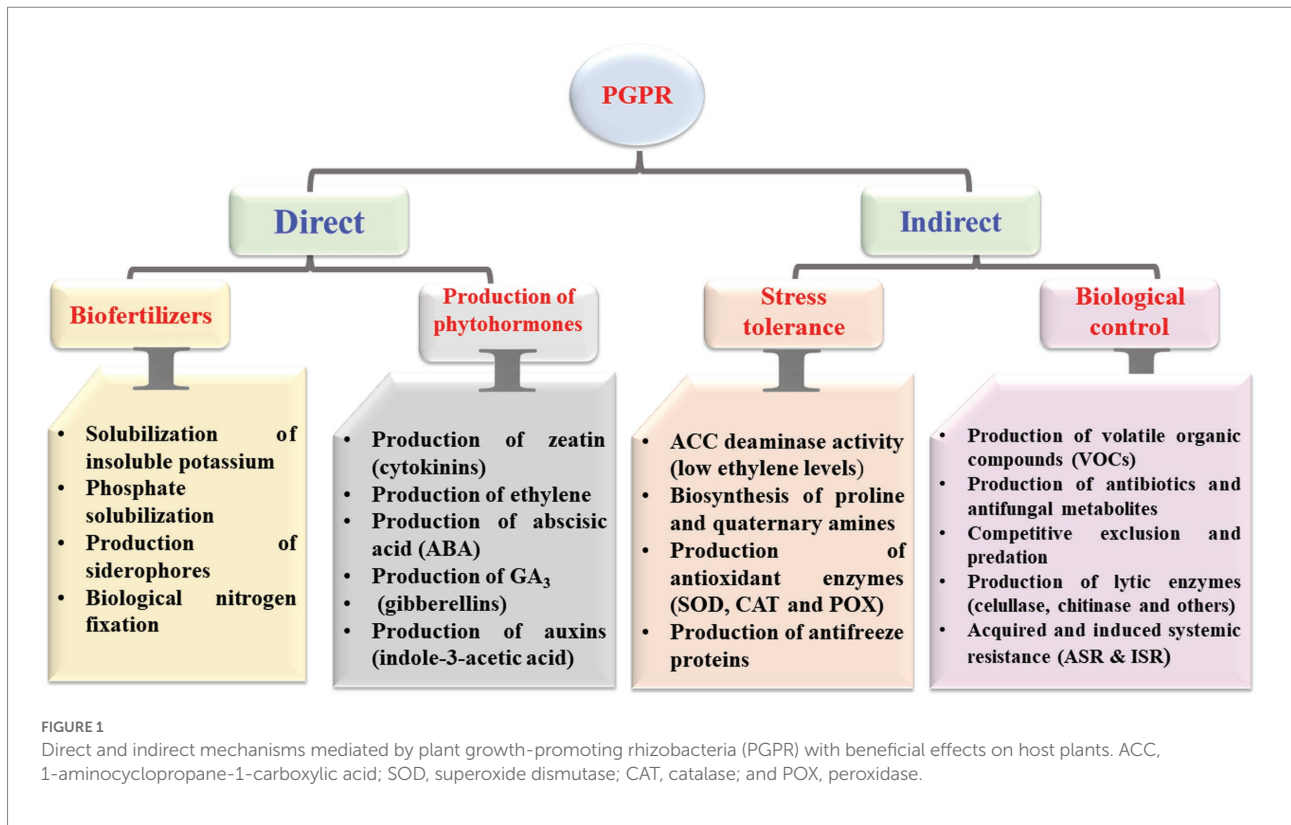 PGPR
Direct
Indirect
Biofertilizers
Production of
phytohormones
Stress
tolerance
Biological
control
• Solubilization of
insoluble potassium
• Phosphate
solubilization
• Production of
siderophores
• Biological nitrogen
fixation
• Production of zeatin
(cytokinins)
• Production of ethylene
• Production of abscisic
acid (ABA)
• Production of GA₃
• (gibberellins)
• Production of auxins
(indole-3-acetic acid)
• ACC deaminase activity
(low ethylene levels)
• Biosynthesis of proline
and quaternary amines
• Production of
antioxidant enzymes
(SOD, CAT and POX)
• Production of antifreeze
proteins
• Production of volatile organic
compounds (VOCs)
• Production of antibiotics and
antifungal metabolites
• Competitive exclusion and
predation
• Production of lytic enzymes
(celullase, chitinase and others)
• Acquired and induced systemic
resistance (ASR & ISR)
FIGURE 1
Direct and indirect mechanisms mediated by plant growth-promoting rhizobacteria (PGPR) with beneficial effects on host plants. ACC,
1-aminocyclopropane-1-carboxylic acid; SOD, superoxide dismutase; CAT, catalase; and POX, peroxidase.